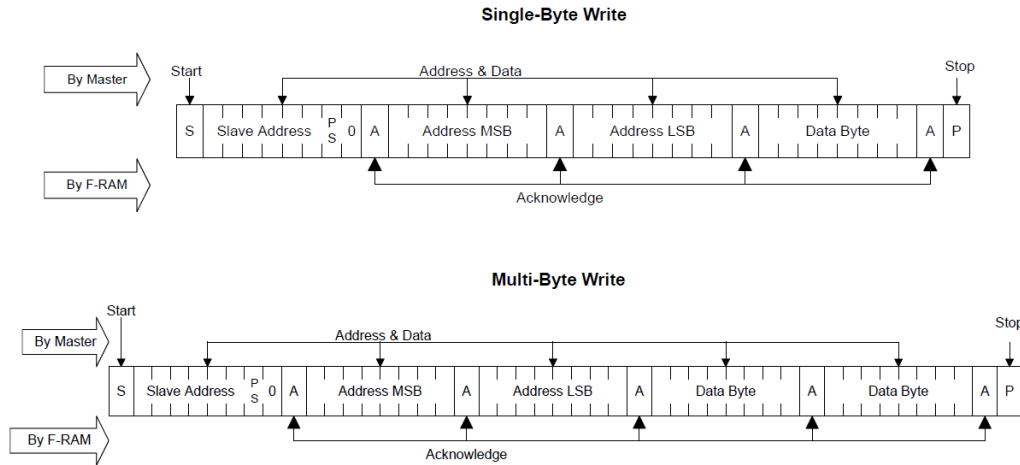 Single-Byte Write
Start
Address & Data
Stop
By Master
S Slave Address P S 0 A Address MSB A Address LSB A Data Byte A P
By F-RAM
Acknowledge
Multi-Byte Write
Start
Address & Data
Stop
By Master
S Slave Address P S 0 A Address MSB A Address LSB A Data Byte A Data Byte A P
By F-RAM
Acknowledge